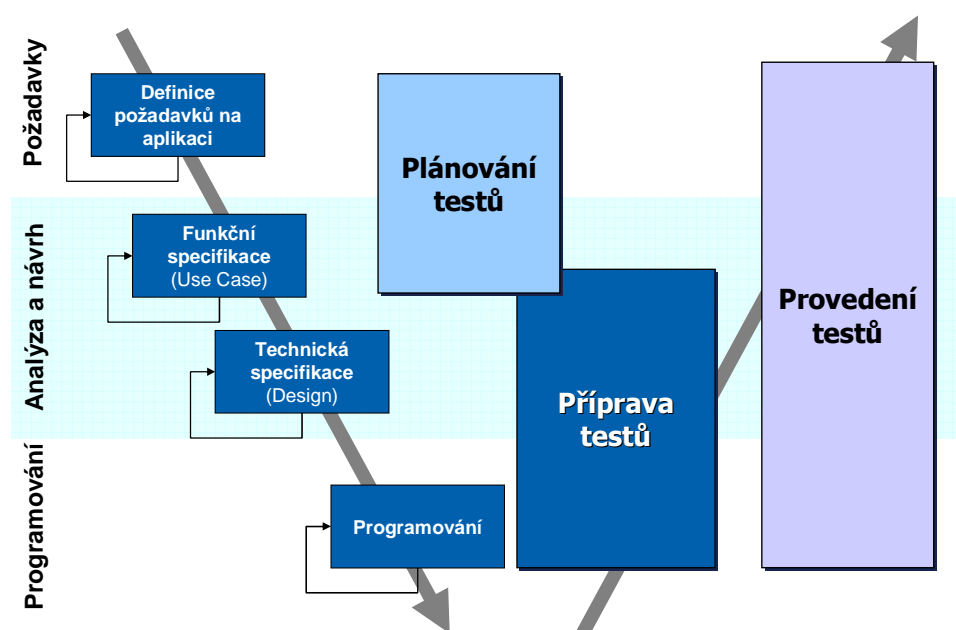 Požadavky
Definice
požadavků na
aplikaci
Plánování
testů
Analýza a návrh
Funkční
specifikace
(Use Case)
Technická
specifikace
(Design)
Příprava
testů
Provedení
testů
Programování
Programování